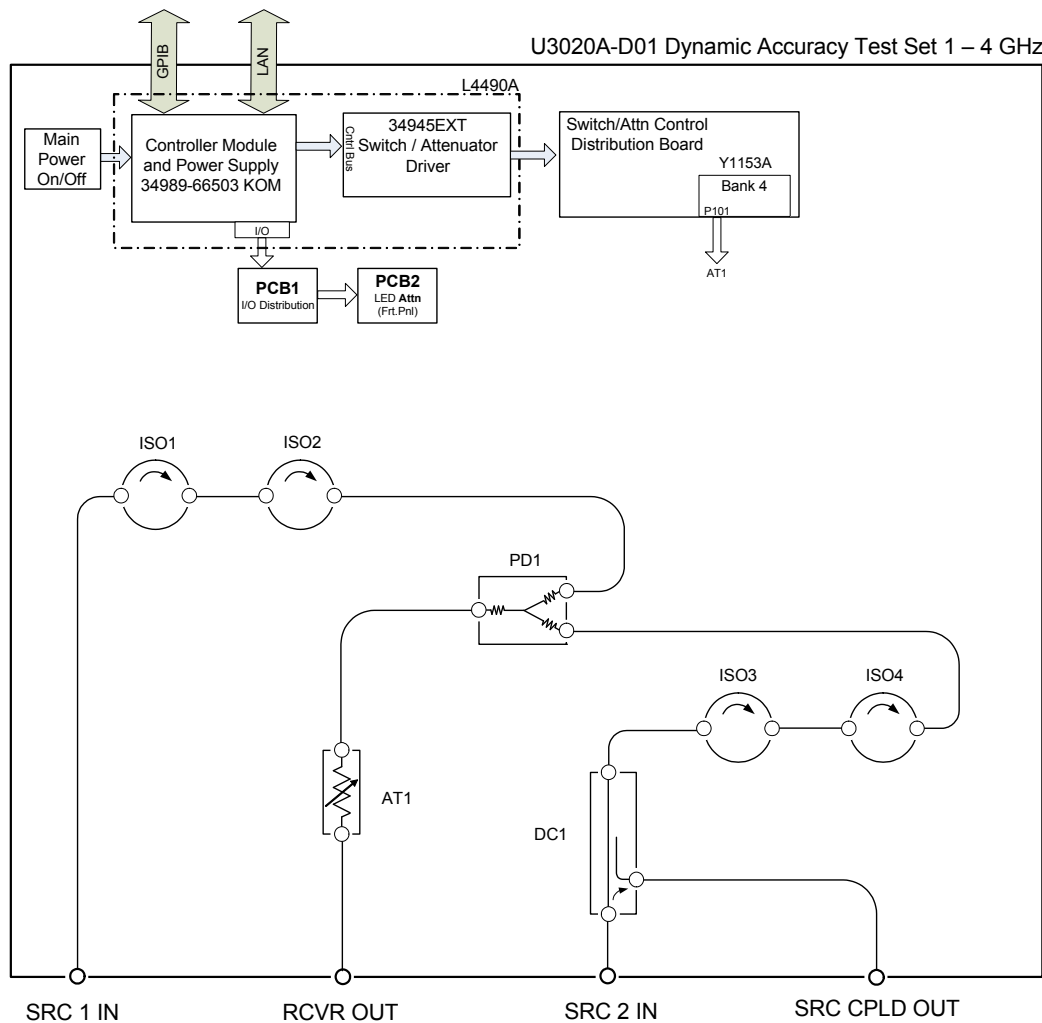 U3020A-D01 Dynamic Accuracy Test Set 1 – 4 GHz
GPIB
LAN
L4490A
Main
Power
On/Off
Controller Module
and Power Supply
34989-66503 KOM
I/O
Cntrl Bus
34945EXT
Switch / Attenuator
Driver
Switch/Attn Control
Distribution Board
Y1153A
Bank 4
P101
AT1
PCB1
I/O Distribution
PCB2
LED Attn
(Frt.Pnl)
ISO1
ISO2
PD1
ISO3
ISO4
AT1
DC1
SRC 1 IN
RCVR OUT
SRC 2 IN
SRC CPLD OUT